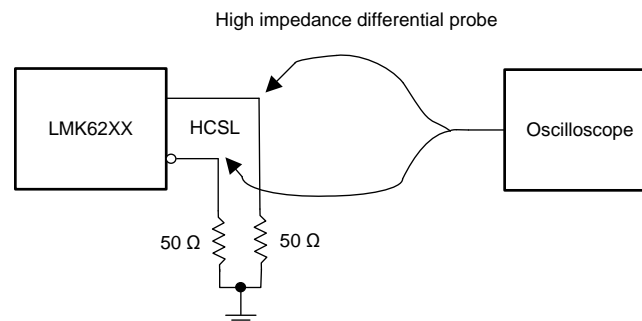 High impedance differential probe
LMK62XX
HCSL
Oscilloscope
50 Ω
50 Ω